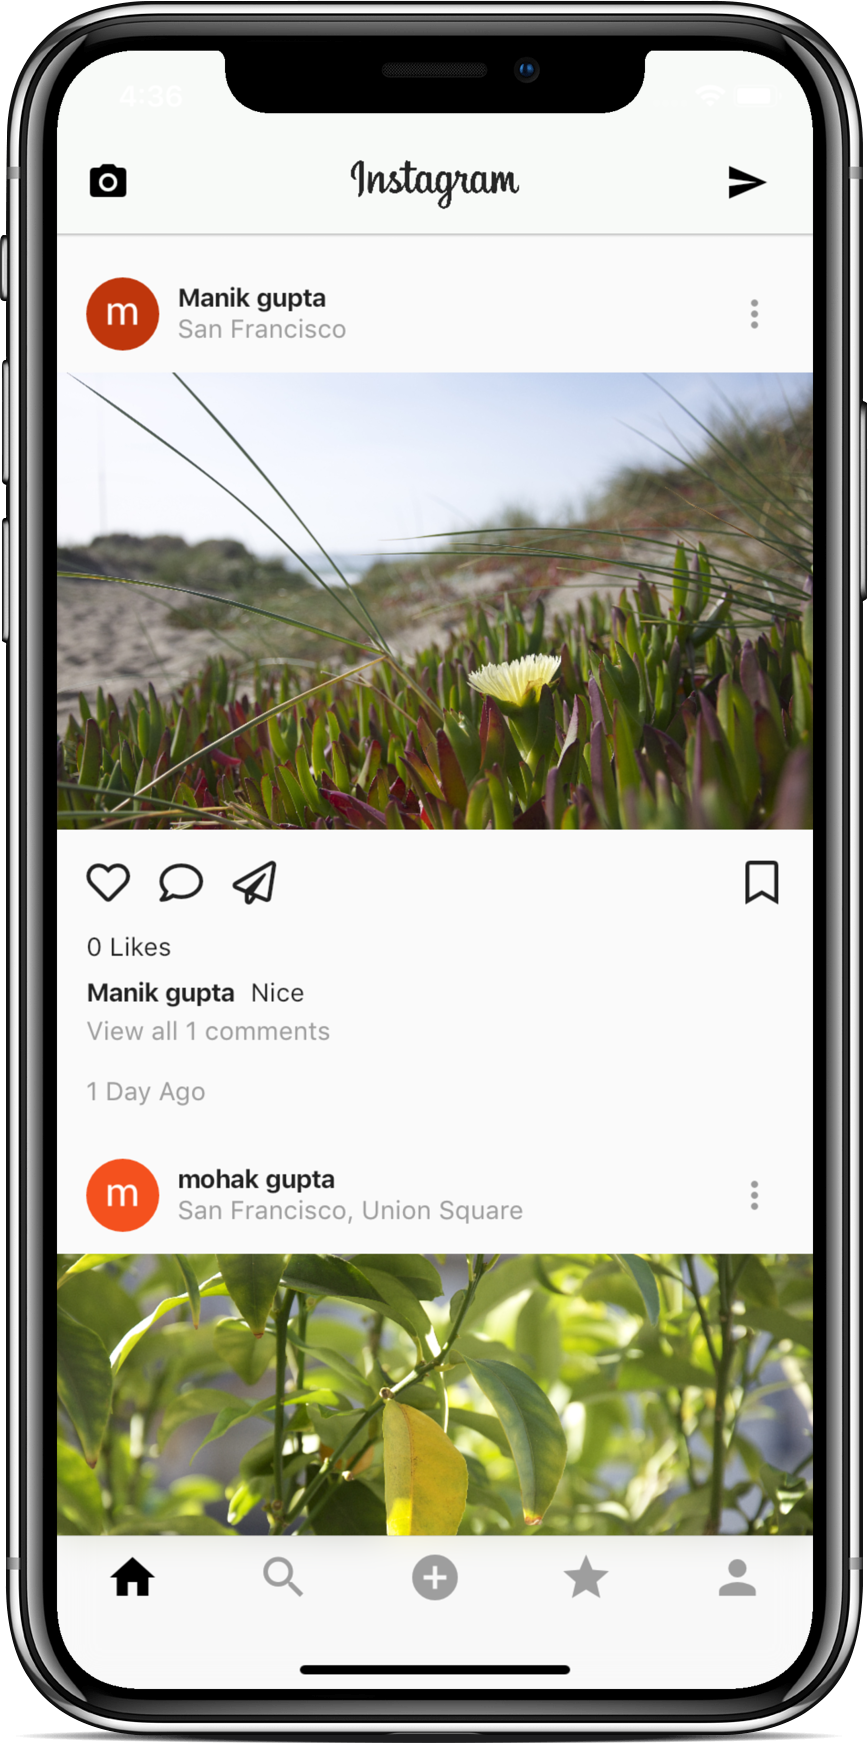 4:36
Instagram
m
Manik gupta
San Francisco
0 Likes
Manik gupta Nice
View all 1 comments
1 Day Ago
m
mohak gupta
San Francisco, Union Square